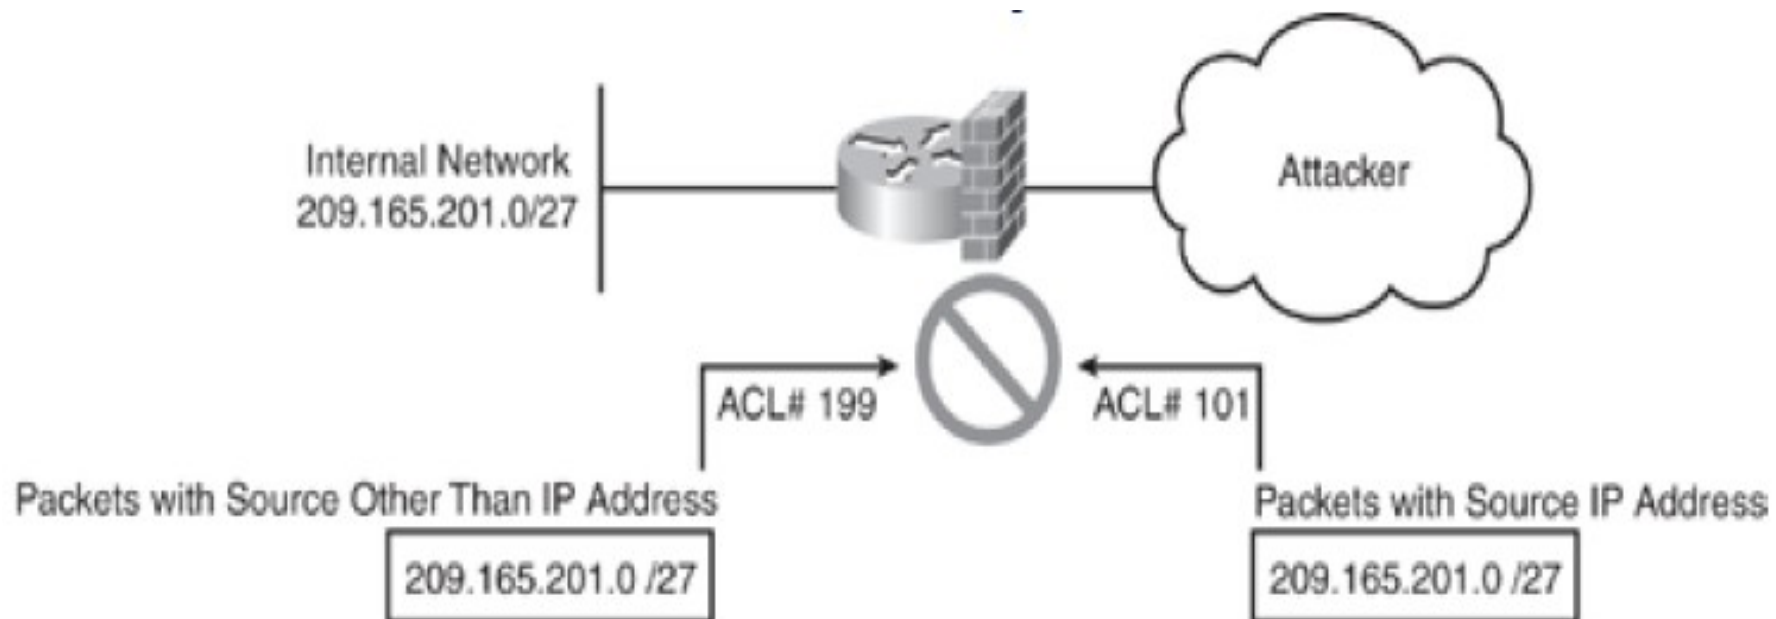 Internal Network
209.165.201.0/27
Attacker
ACL# 199
ACL# 101
Packets with Source Other Than IP Address
209.165.201.0 /27
Packets with Source IP Address
209.165.201.0 /27